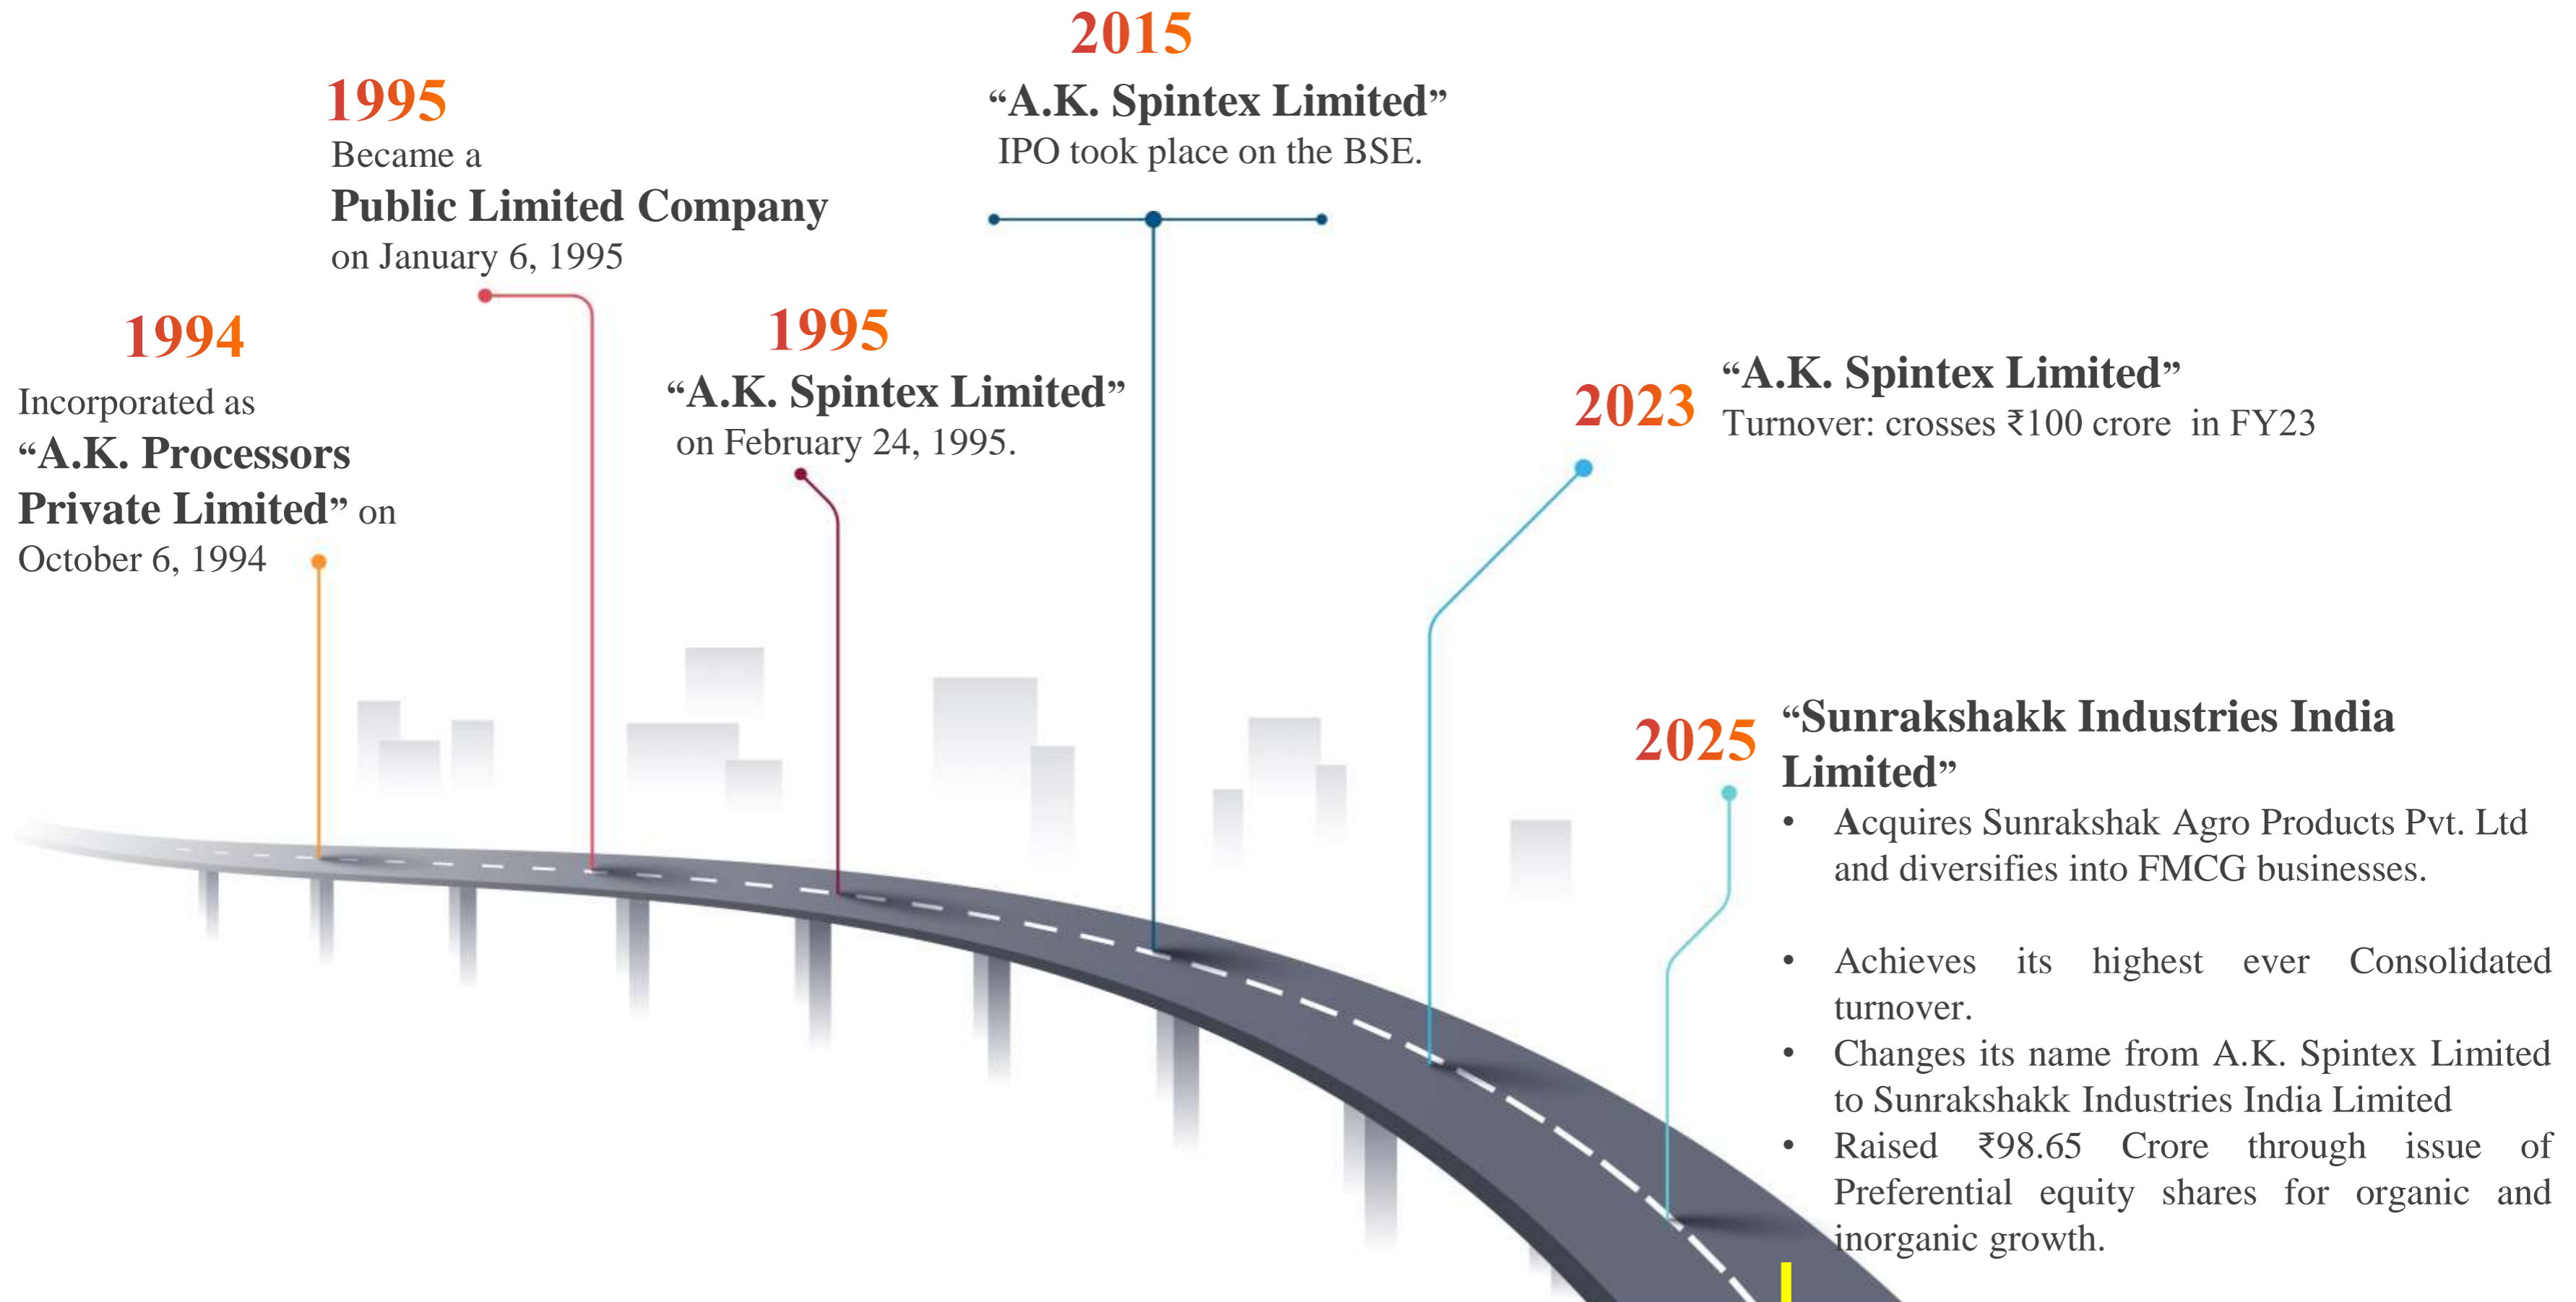 1994
Incorporated as
“A.K. Processors
Private Limited” on
October 6, 1994
1995
Became a
Public Limited Company
on January 6, 1995
1995
“A.K. Spintex Limited”
on February 24, 1995.
2015
“A.K. Spintex Limited”
IPO took place on the BSE.
2023
“A.K. Spintex Limited”
Turnover: crosses ₹100 crore in FY23
2025
“Sunrakshakk Industries India
Limited”
• Acquires Sunrakshak Agro Products Pvt. Ltd
and diversifies into FMCG businesses.
• Achieves its highest ever Consolidated
turnover.
• Changes its name from A.K. Spintex Limited
to Sunrakshakk Industries India Limited
• Raised ₹98.65 Crore through issue of
Preferential equity shares for organic and
inorganic growth.